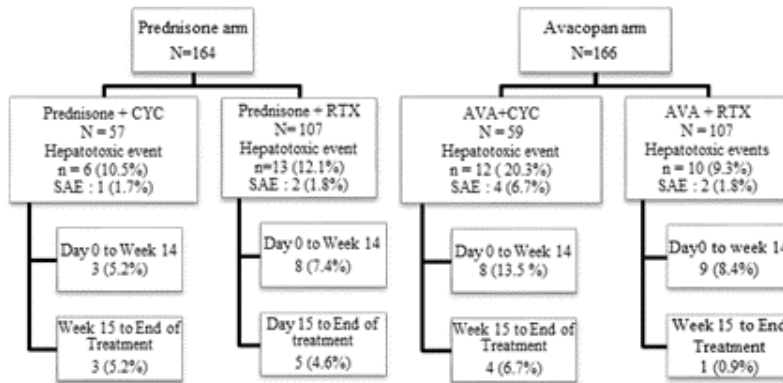 Prednisone arm
N=164
Avacopan arm
N=166
Prednisone + CYC
N = 57
Hepatotoxic event
n = 6 (10.5%)
SAE : 1 (1.7%)
Prednisone + RTX
N= 107
Hepatotoxic event
n=13 (12.1%)
SAE : 2 (1.8%)
AVA+CYC
N = 59
Hepatotoxic event
n = 12 (20.3%)
SAE : 4 (6.7%)
AVA + RTX
N = 107
Hepatotoxic events
n = 10 (9.3%)
SAE : 2 (1.8%)
Day 0 to Week 14
3 (5.2%)
Day 0 to Week 14
8 (7.4%)
Day 0 to Week 14
8 (13.5 %)
Day0 to week 14
9 (8.4%)
Week 15 to End of
Treatment
3 (5.2%)
Day 15 to End of
treatment
5 (4.6%)
Week 15 to End of
Treatment
4 (6.7%)
Week 15 to End
Treatment
1 (0.9%)